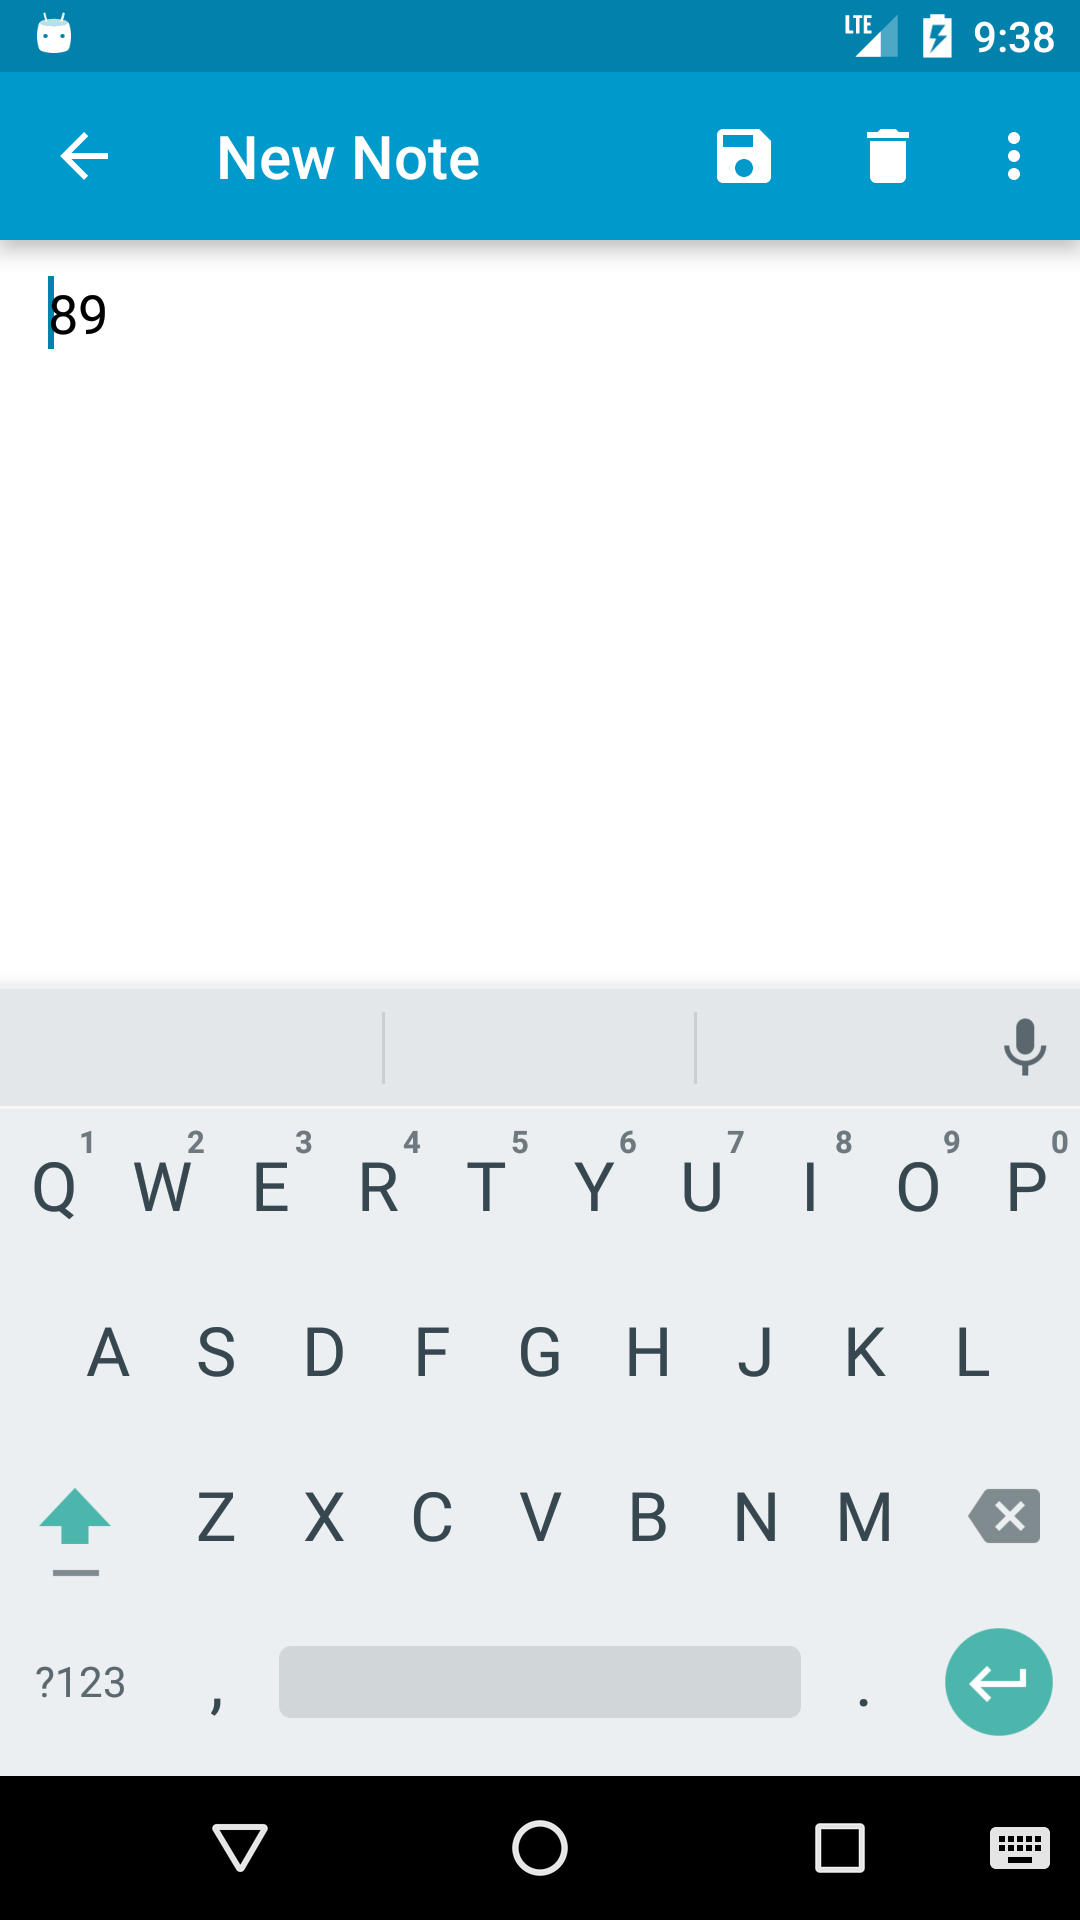 LTE 9:38
New Note
89
1 2 3 4 5 6 7 8 9 0
Q W E R T Y U I O P
A S D F G H J K L
Z X C V B N M
?123 , .